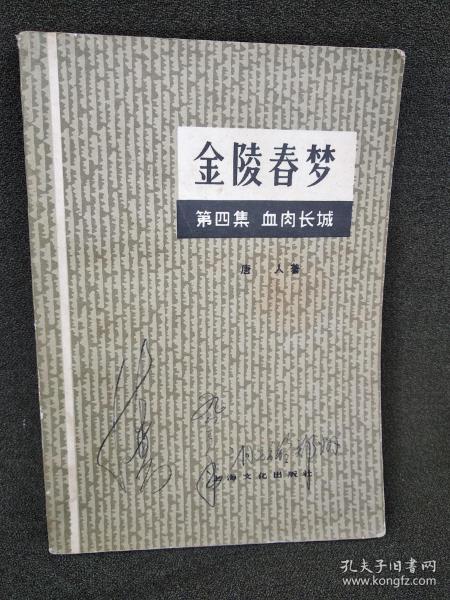 金陵春梦
第四集 血肉长城
唐 人 著
上海文化出版社
孔夫子旧书网
www.kongfz.com